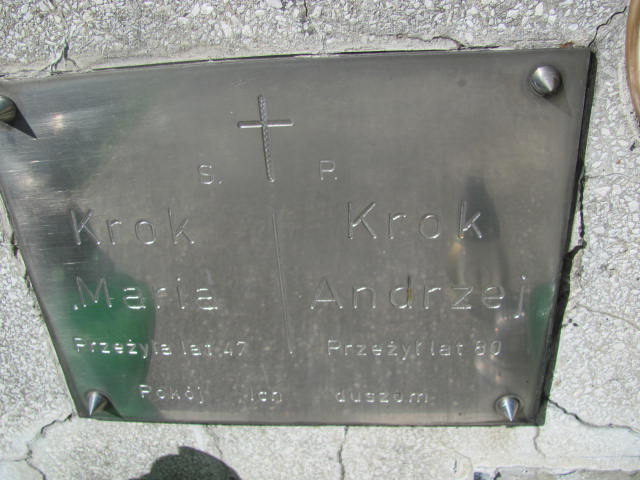 S. P.
Krok Krok
Maria Andrzej
Przeżyła lat 47 Przeżył lat 80
Pokój ich duszom